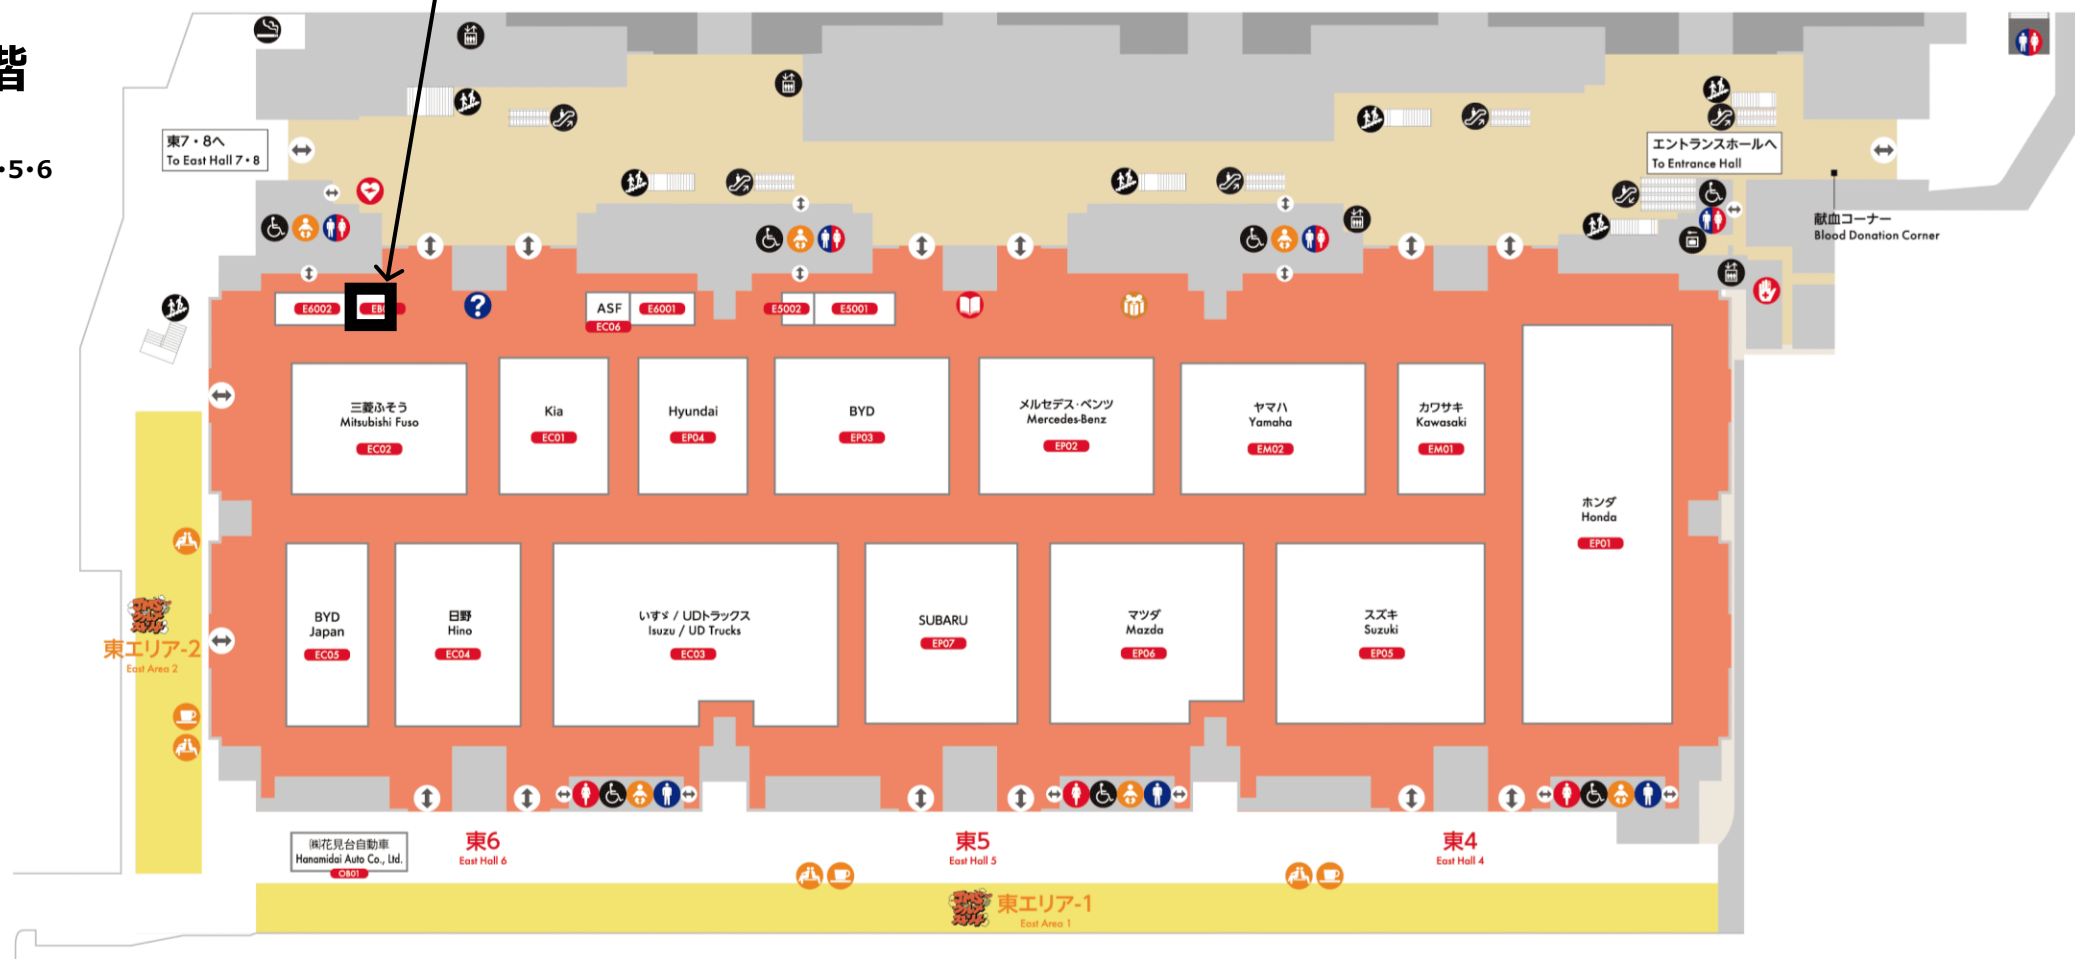 階
・5・6
東7・8へ
To East Hall 7・8
エントランスホールへ
To Entrance Hall
献血コーナー
Blood Donation Corner
E6002
ASF
EC06
E6001
E5002
E5001
三菱ふそう
Mitsubishi Fuso
EC02
Kia
EC01
Hyundai
EP04
BYD
EP03
メルセデス・ベンツ
Mercedes-Benz
EP02
ヤマハ
Yamaha
EM02
カワサキ
Kawasaki
EM01
ホンダ
Honda
EP01
BYD
Japan
EC05
日野
Hino
EC04
いすゞ / UDトラックス
Isuzu / UD Trucks
EC03
SUBARU
EP07
マツダ
Mazda
EP06
スズキ
Suzuki
EP05
東エリア-2
East Area 2
㈱花見台自動車
Hanamidai Auto Co., Ltd.
OB01
東6
East Hall 6
東5
East Hall 5
東4
East Hall 4
東エリア-1
East Area 1